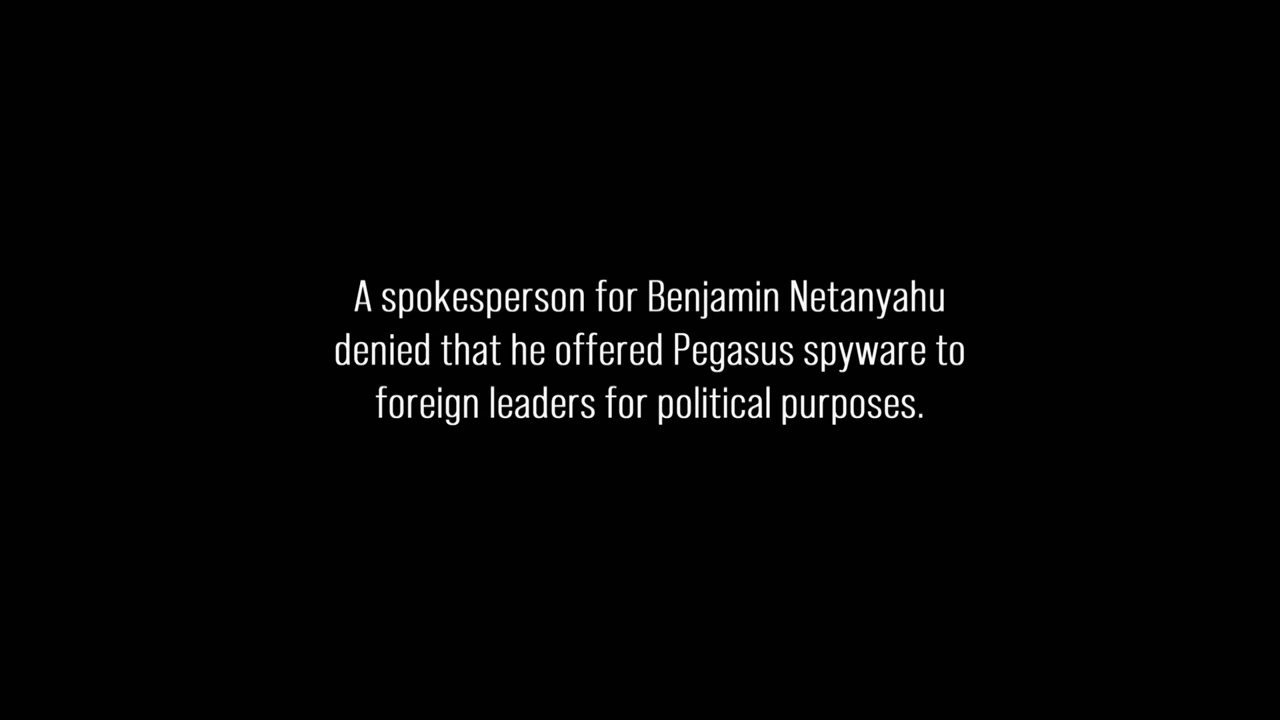 A spokesperson for Benjamin Netanyahu
denied that he offered Pegasus spyware to
foreign leaders for political purposes.